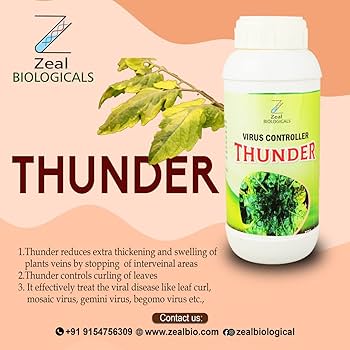 Zeal
BIOLOGICALS
THUNDER
Zeal
BIOLOGICALS
VIRUS CONTROLLER
THUNDER
1.Thunder reduces extra thickening and swelling of
plants veins by stopping of interveinal areas
2.Thunder controls curling of leaves
3. It effectively treat the viral disease like leaf curl,
mosaic virus, gemini virus, begomo virus etc.,
Contact us:
+91 9154756309 www.zealbio.com zealbiological